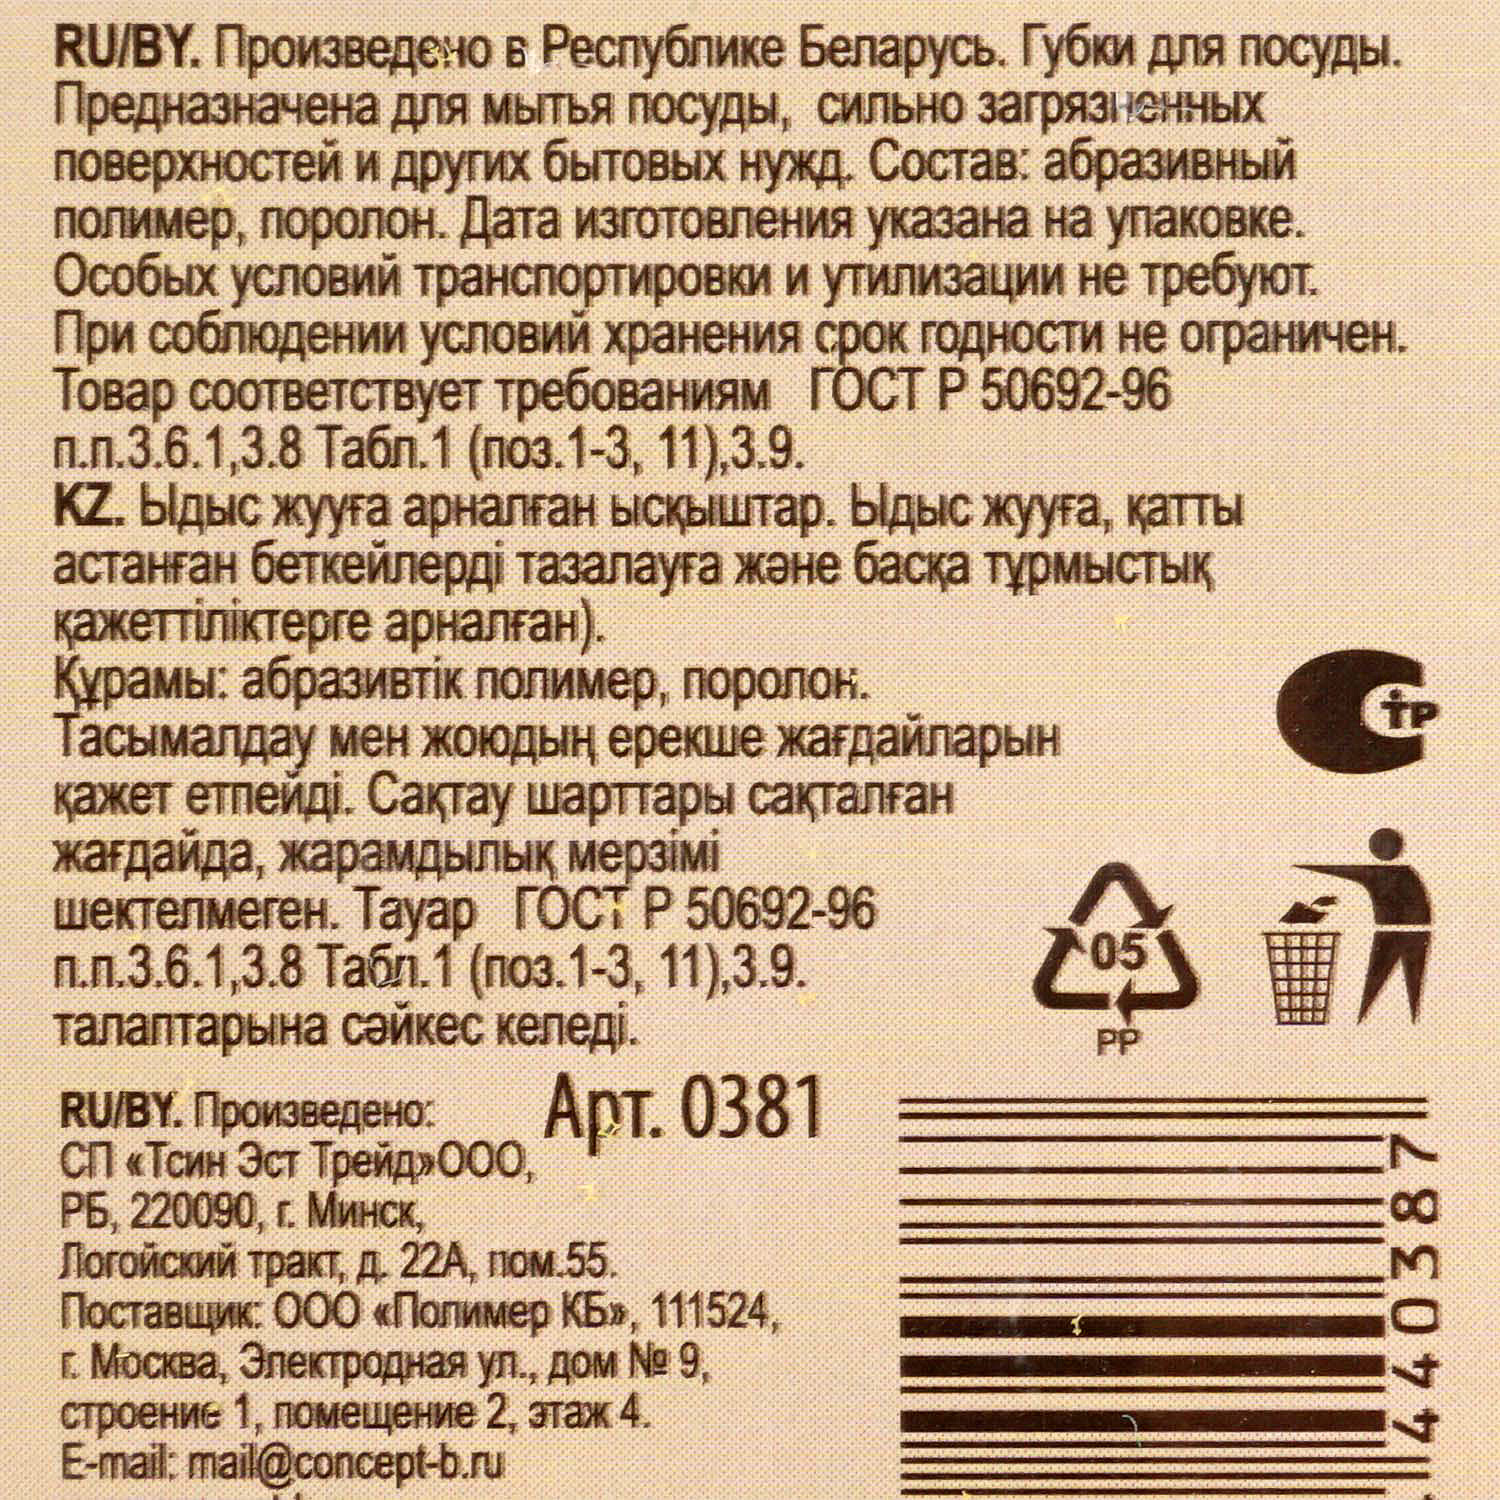 RU/BY. Произведено в Республике Беларусь. Губки для посуды.
Предназначена для мытья посуды, сильно загрязненных
поверхностей и других бытовых нужд. Состав: абразивный
полимер, поролон. Дата изготовления указана на упаковке.
Особых условий транспортировки и утилизации не требуют.
При соблюдении условий хранения срок годности не ограничен.
Товар соответствует требованиям ГОСТ Р 50692-96
п.п.3.6.1,3.8 Табл.1 (поз.1-3, 11),3.9.
KZ. Ыдыс жууға арналған ысқыштар. Ыдыс жууға, қатты
астанған беткейлерді тазалауға және басқа тұрмыстық
қажеттіліктерге арналған).
Құрамы: абразивтік полимер, поролон.
Тасымалдау мен жоюдың ерекше жағдайларын
қажет етпейді. Сақтау шарттары сақталған
жағдайда, жарамдылық мерзімі
шектелмеген. Тауар ГОСТ Р 50692-96
п.п.3.6.1,3.8 Табл.1 (поз.1-3, 11),3.9.
талаптарына сәйкес келеді.
ТР
05
PP
Арт. 0381
RU/BY. Произведено:
СП «Тсин Эст Трейд»ООО,
РБ, 220090, г. Минск,
Логойский тракт, д. 22А, пом.55.
Поставщик: ООО «Полимер КБ», 111524,
г. Москва, Электродная ул., дом № 9,
строение 1, помещение 2, этаж 4.
E-mail: mail@concept-b.ru
4 4 0 3 8 7